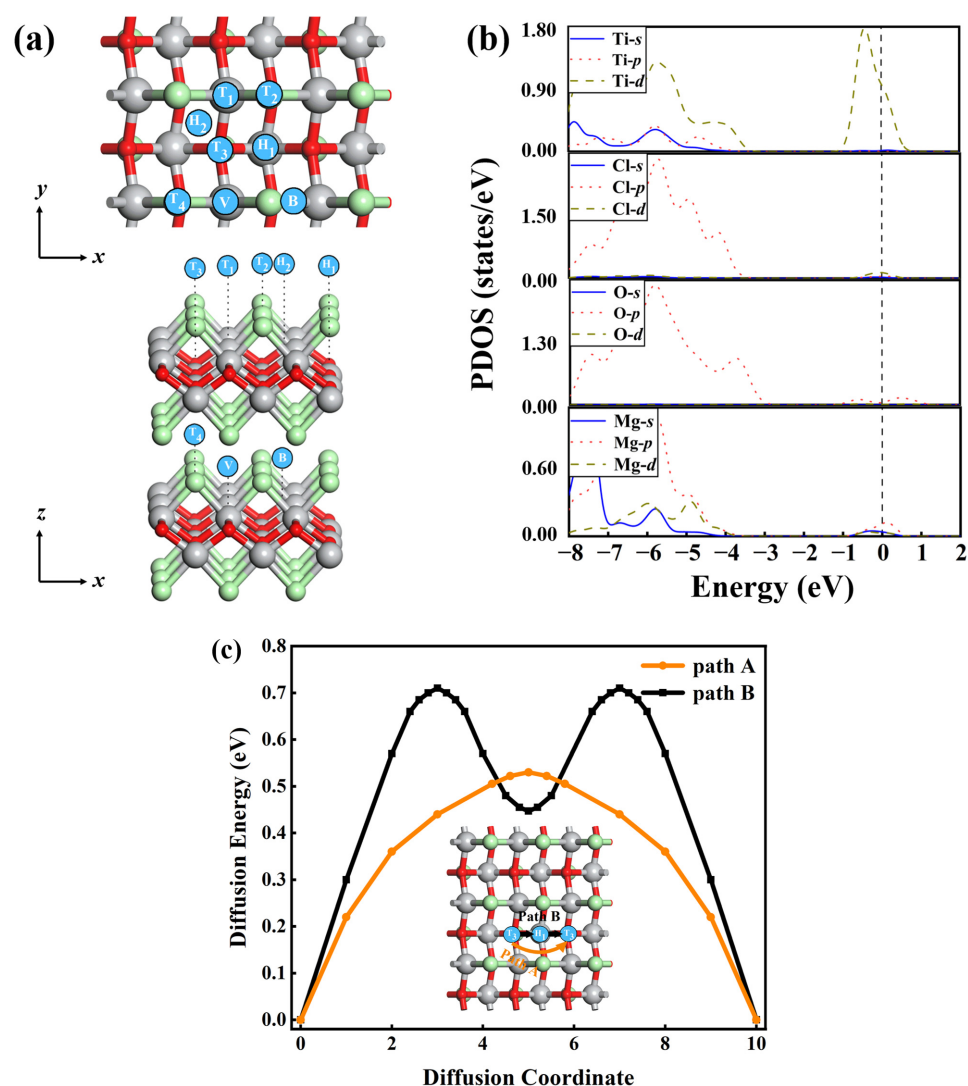 (a)
T1 T2
H2
T3 H1
T4 V B
y
x
T3 T1 T2 H2 H1
T4 V B
z
x
(b)
PDOS (states/eV)
1.80
0.90
0.00
Ti-s
Ti-p
Ti-d
1.50
0.00
Cl-s
Cl-p
Cl-d
1.30
0.00
O-s
O-p
O-d
0.60
0.00
Mg-s
Mg-p
Mg-d
−8 −7 −6 −5 −4 −3 −2 −1 0 1 2
Energy (eV)
(c)
Diffusion Energy (eV)
0.8
0.7
0.6
0.5
0.4
0.3
0.2
0.1
0.0
path A
path B
Path B
T3 H1 T3
Path A
0 2 4 6 8 10
Diffusion Coordinate